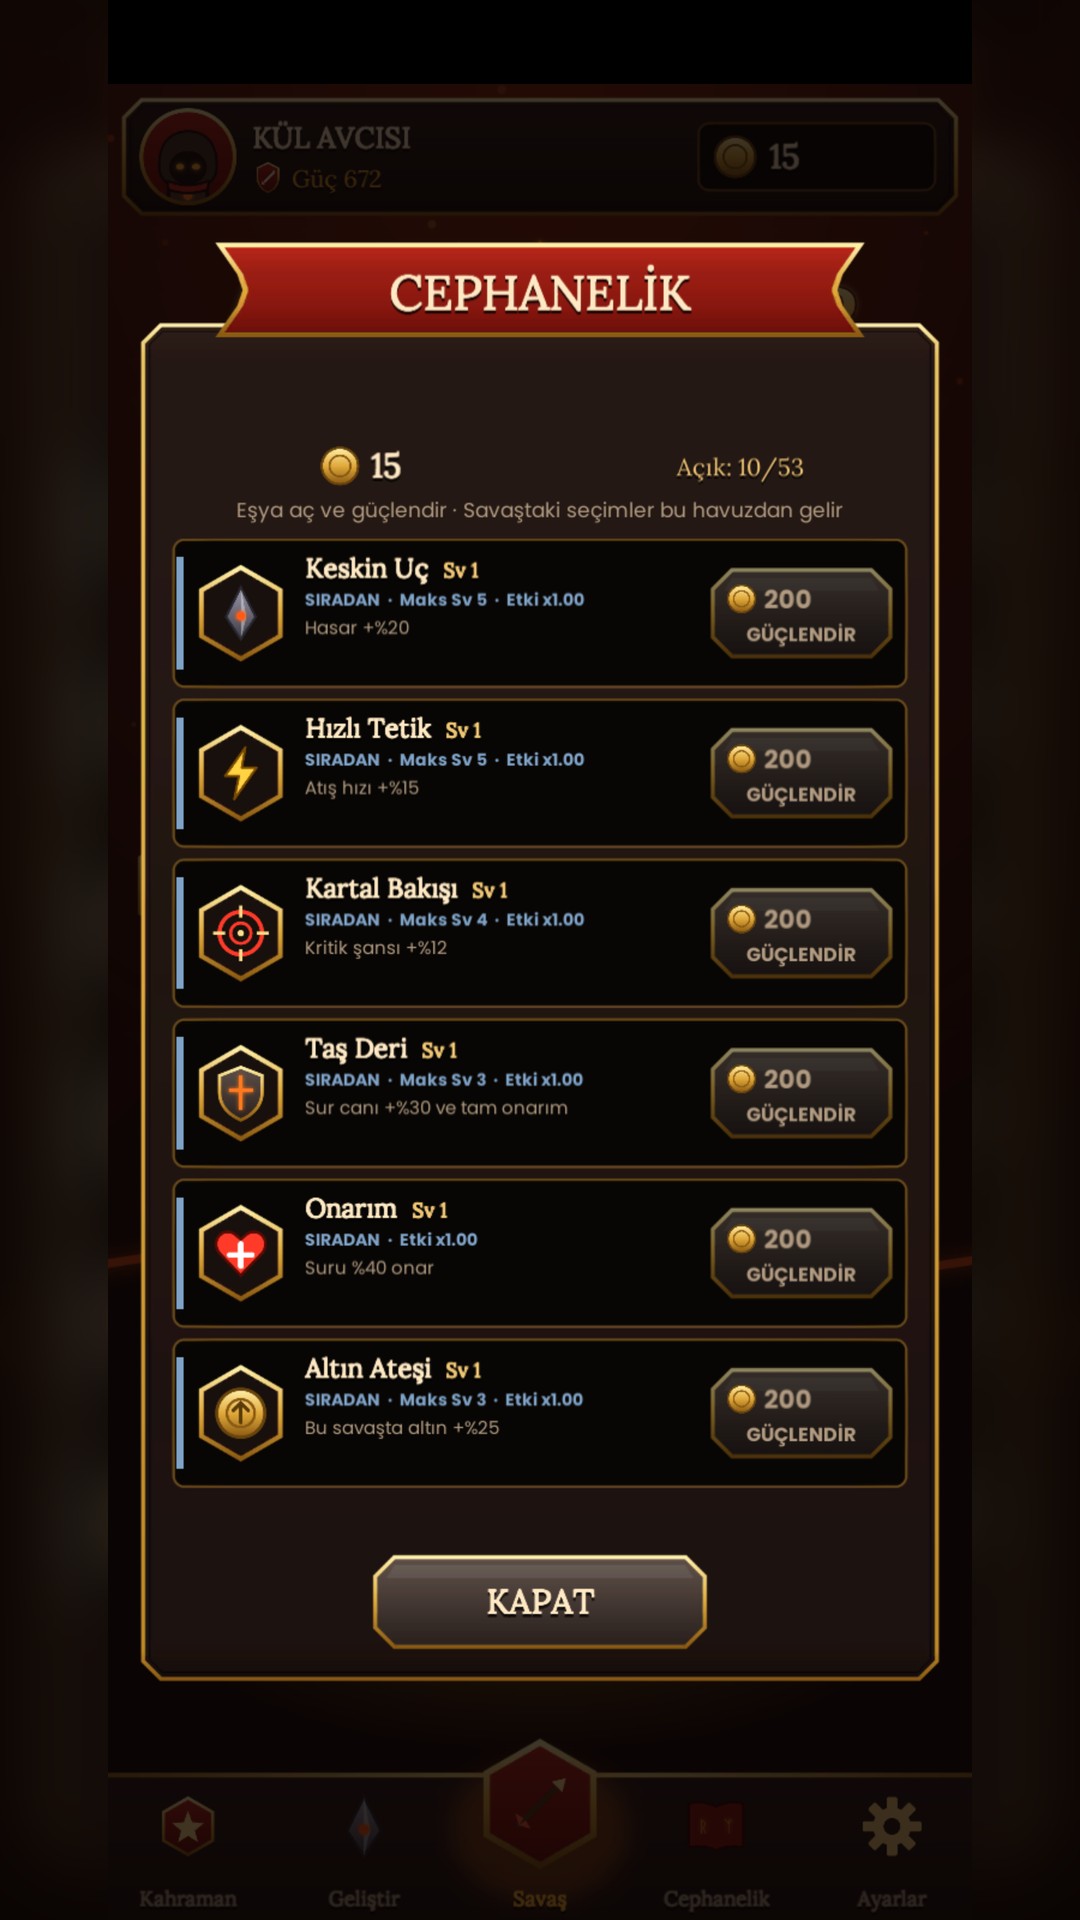 KÜL AVCISI
Güç 672
15
CEPHANELİK
15
Açık: 10/53
Eşya aç ve güçlendir · Savaştaki seçimler bu havuzdan gelir
Keskin Uç Sv 1
SIRADAN · Maks Sv 5 · Etki x1.00
Hasar +%20
200
GÜÇLENDİR
Hızlı Tetik Sv 1
SIRADAN · Maks Sv 5 · Etki x1.00
Atış hızı +%15
200
GÜÇLENDİR
Kartal Bakışı Sv 1
SIRADAN · Maks Sv 4 · Etki x1.00
Kritik şansı +%12
200
GÜÇLENDİR
Taş Deri Sv 1
SIRADAN · Maks Sv 3 · Etki x1.00
Sur canı +%30 ve tam onarım
200
GÜÇLENDİR
Onarım Sv 1
SIRADAN · Etki x1.00
Suru %40 onar
200
GÜÇLENDİR
Altın Ateşi Sv 1
SIRADAN · Maks Sv 3 · Etki x1.00
Bu savaşta altın +%25
200
GÜÇLENDİR
KAPAT
Kahraman
Geliştir
Savaş
Cephanelik
Ayarlar